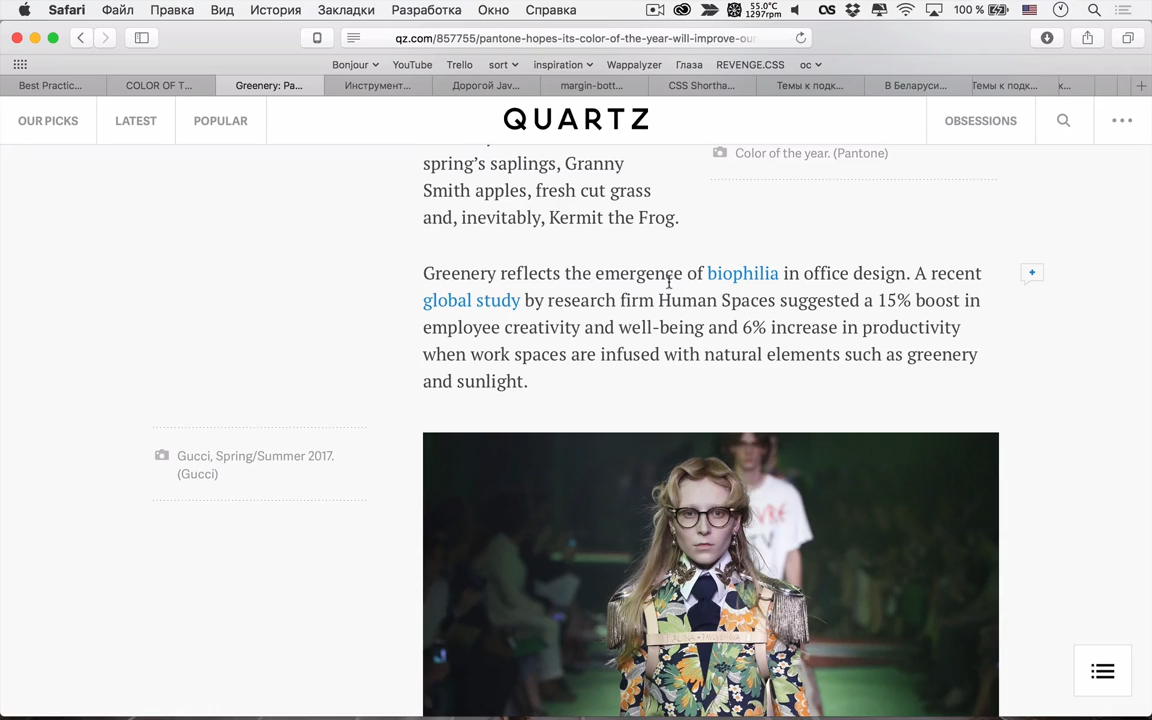 Safari Файл Правка Вид История Закладки Разработка Окно Справка 55.0°C 1297rpm 100 %
qz.com/857755/pantone-hopes-its-color-of-the-year-will-improve-our
Bonjour YouTube Trello sort inspiration Wappalyzer Глаза REVENGE.CSS ос
Best Practic... COLOR OF T... Greenery: Pa... Инструмент... Дорогой Jav... margin-bott... CSS Shortha... Темы к подк... В Беларуси... Темы к подк... к...
OUR PICKS LATEST POPULAR QUARTZ OBSESSIONS
Color of the year. (Pantone)
spring’s saplings, Granny
Smith apples, fresh cut grass
and, inevitably, Kermit the Frog.
Greenery reflects the emergence of biophilia in office design. A recent
global study by research firm Human Spaces suggested a 15% boost in
employee creativity and well-being and 6% increase in productivity
when work spaces are infused with natural elements such as greenery
and sunlight.
Gucci, Spring/Summer 2017.
(Gucci)